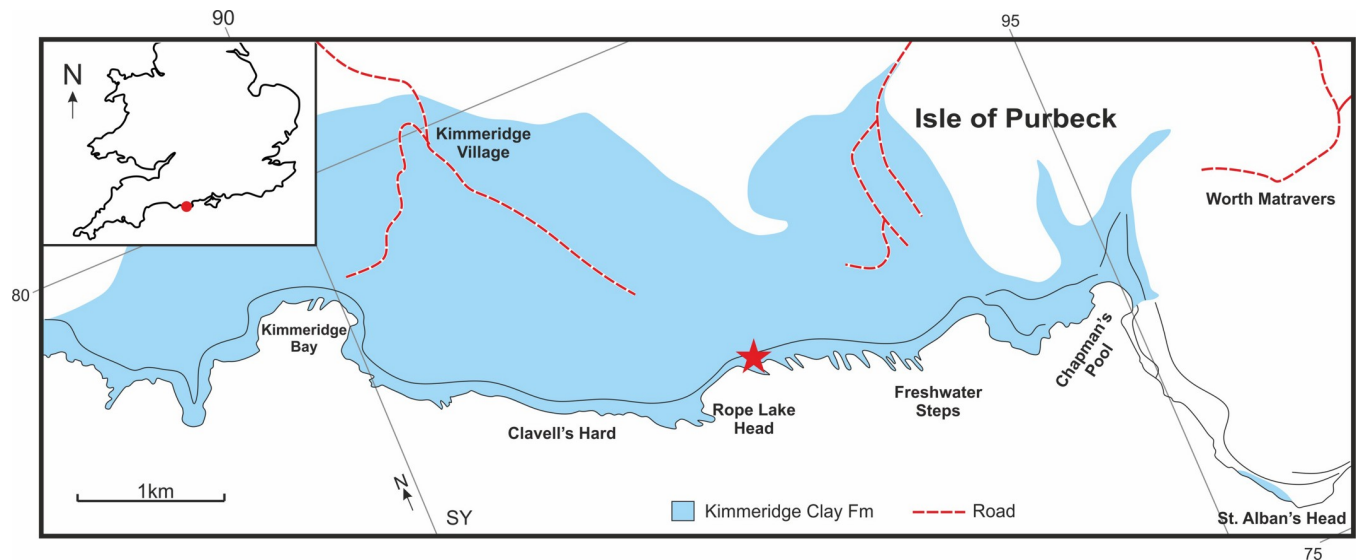 90
95
N
Kimmeridge
Village
Isle of Purbeck
Worth Matravers
80
Kimmeridge
Bay
Chapman's
Pool
Rope Lake
Head
Freshwater
Steps
Clavell's Hard
1km
N
SY
Kimmeridge Clay Fm
Road
St. Alban's Head
75